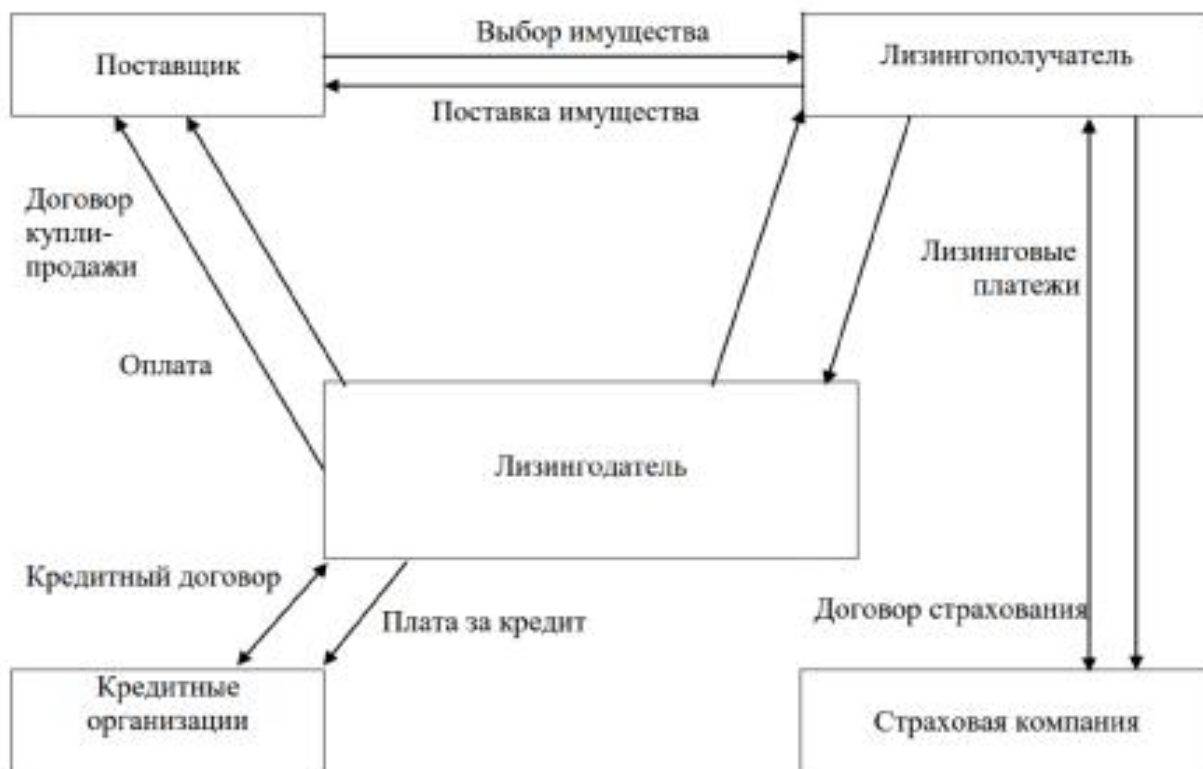 Выбор имущества
Поставщик
Лизингополучатель
Поставка имущества
Договор
купли-
продажи
Лизинговые
платежи
Оплата
Лизингодатель
Кредитный договор
Плата за кредит
Договор страхования
Кредитные
организации
Страховая компания